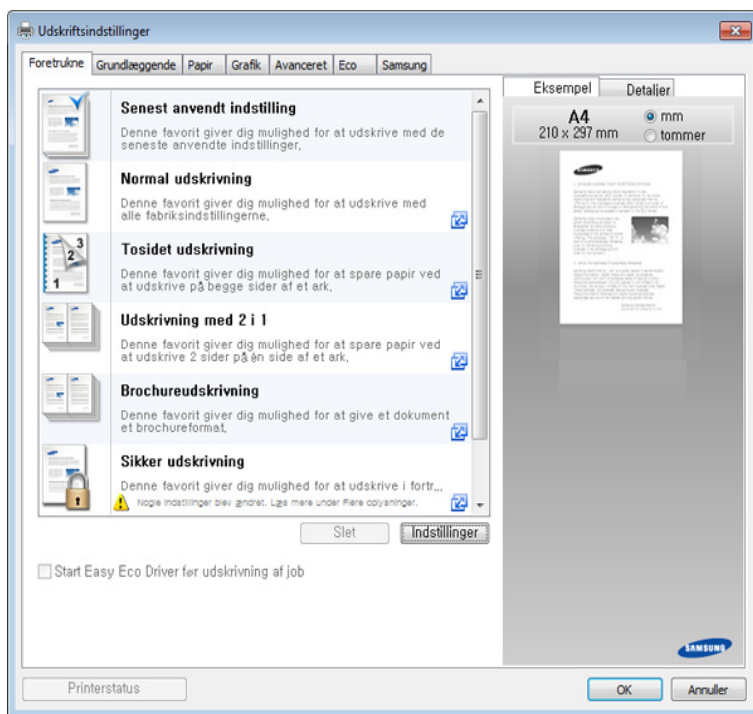 Udskriftsindstillinger
Foretrukne Grundlæggende Papir Grafik Avanceret Eco Samsung
Senest anvendt indstilling
Denne favorit giver dig mulighed for at udskrive med de
seneste anvendte indstillinger.
Normal udskrivning
Denne favorit giver dig mulighed for at udskrive med
alle fabriksindstillingerne.
Tosidet udskrivning
Denne favorit giver dig mulighed for at spare papir ved
at udskrive på begge sider af et ark.
Udskrivning med 2 i 1
Denne favorit giver dig mulighed for at spare papir ved
at udskrive 2 sider på én side af et ark.
Brochureudskrivning
Denne favorit giver dig mulighed for at give et dokument
et brochureformat.
Sikker udskrivning
Denne favorit giver dig mulighed for at udskrive i fortr...
Nogle indstillinger blev ændret. Læs mere under Flere oplysninger.
Slet Indstillinger
Start Easy Eco Driver før udskrivning af job
Eksempel Detaljer
A4
210 x 297 mm
mm
tommer
SAMSUNG
Printerstatus
OK Annuller